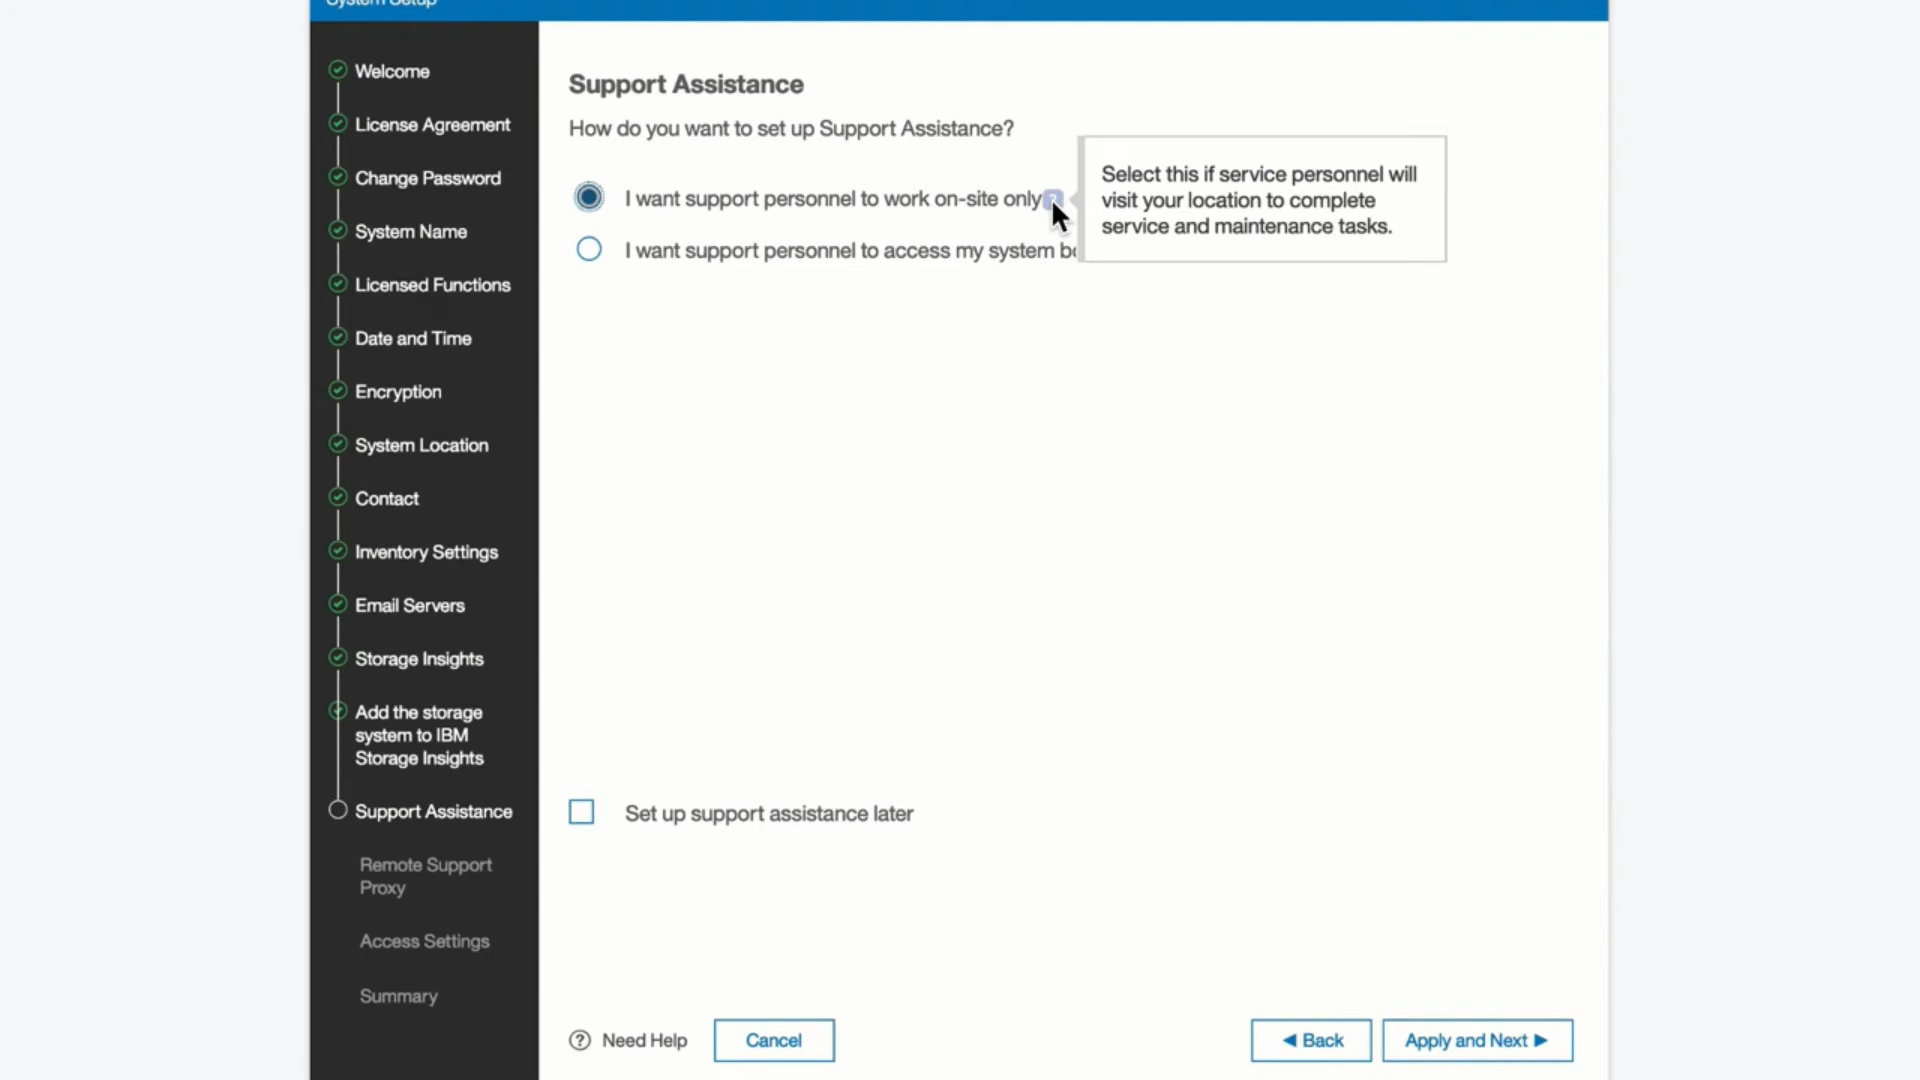 System Setup
Welcome
License Agreement
Change Password
System Name
Licensed Functions
Date and Time
Encryption
System Location
Contact
Inventory Settings
Email Servers
Storage Insights
Add the storage
system to IBM
Storage Insights
Support Assistance
Remote Support
Proxy
Access Settings
Summary
Support Assistance
How do you want to set up Support Assistance?
I want support personnel to work on-site only
I want support personnel to access my system
Select this if service personnel will
visit your location to complete
service and maintenance tasks.
Set up support assistance later
? Need Help
Cancel
Back
Apply and Next